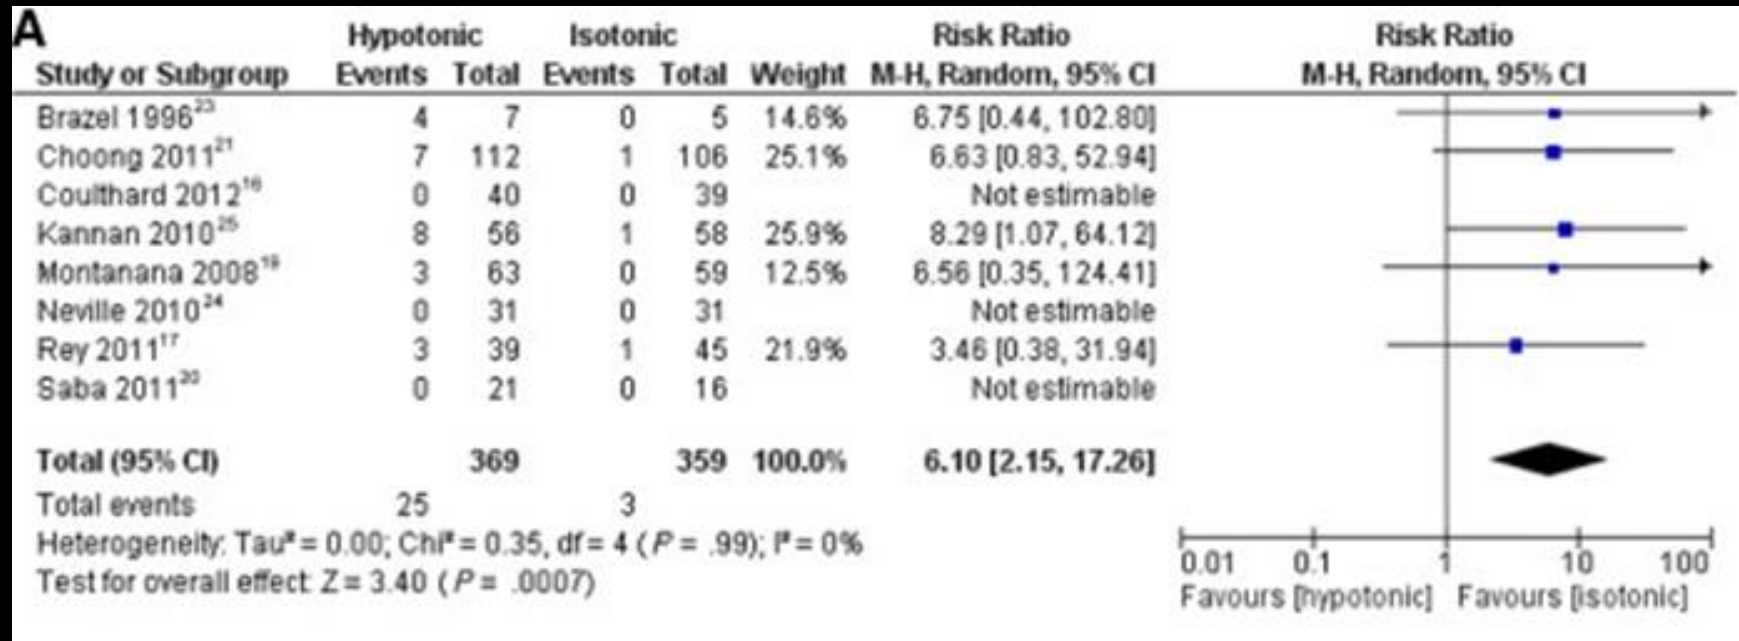 A
Hypotonic Isotonic Risk Ratio Risk Ratio
Study or Subgroup Events Total Events Total Weight M-H, Random, 95% CI M-H, Random, 95% CI
Brazel 1996²³ 4 7 0 5 14.6% 6.75 [0.44, 102.80]
Choong 2011²¹ 7 112 1 106 25.1% 6.63 [0.83, 52.94]
Coulthard 2012¹⁶ 0 40 0 39 Not estimable
Kannan 2010²⁵ 8 56 1 58 25.9% 8.29 [1.07, 64.12]
Montanana 2008¹⁹ 3 63 0 59 12.5% 6.56 [0.35, 124.41]
Neville 2010²⁴ 0 31 0 31 Not estimable
Rey 2011¹⁷ 3 39 1 45 21.9% 3.46 [0.38, 31.94]
Saba 2011²⁰ 0 21 0 16 Not estimable
Total (95% CI) 369 359 100.0% 6.10 [2.15, 17.26]
Total events 25 3
Heterogeneity: Tau² = 0.00; Chi² = 0.35, df = 4 (P = .99); I² = 0%
Test for overall effect: Z = 3.40 (P = .0007)
0.01 0.1 1 10 100
Favours [hypotonic] Favours [isotonic]